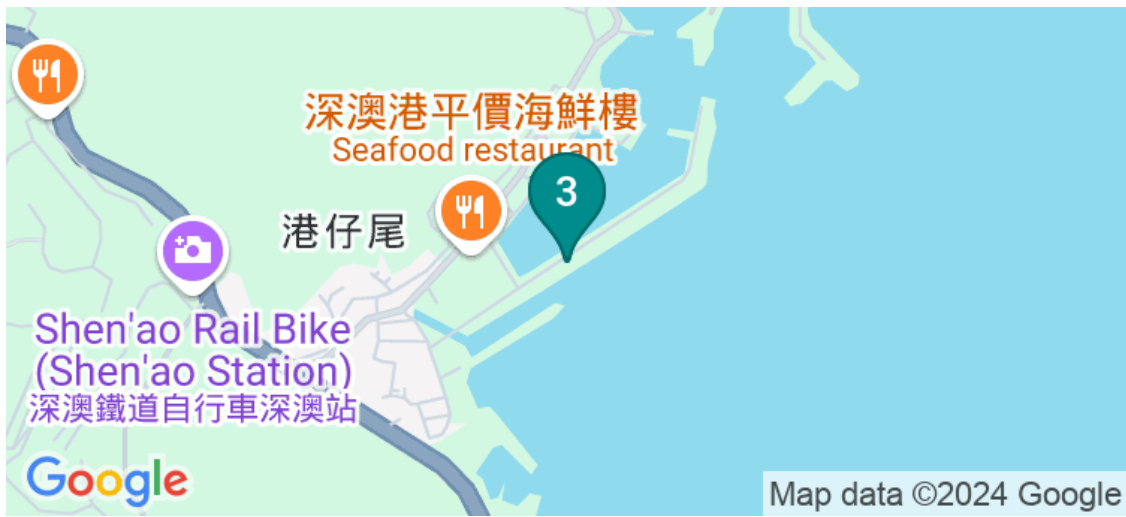 深澳港平價海鮮樓
Seafood restaurant
3
港仔尾
Shen'ao Rail Bike
(Shen'ao Station)
深澳鐵道自行車深澳站
Google
Map data ©2024 Google